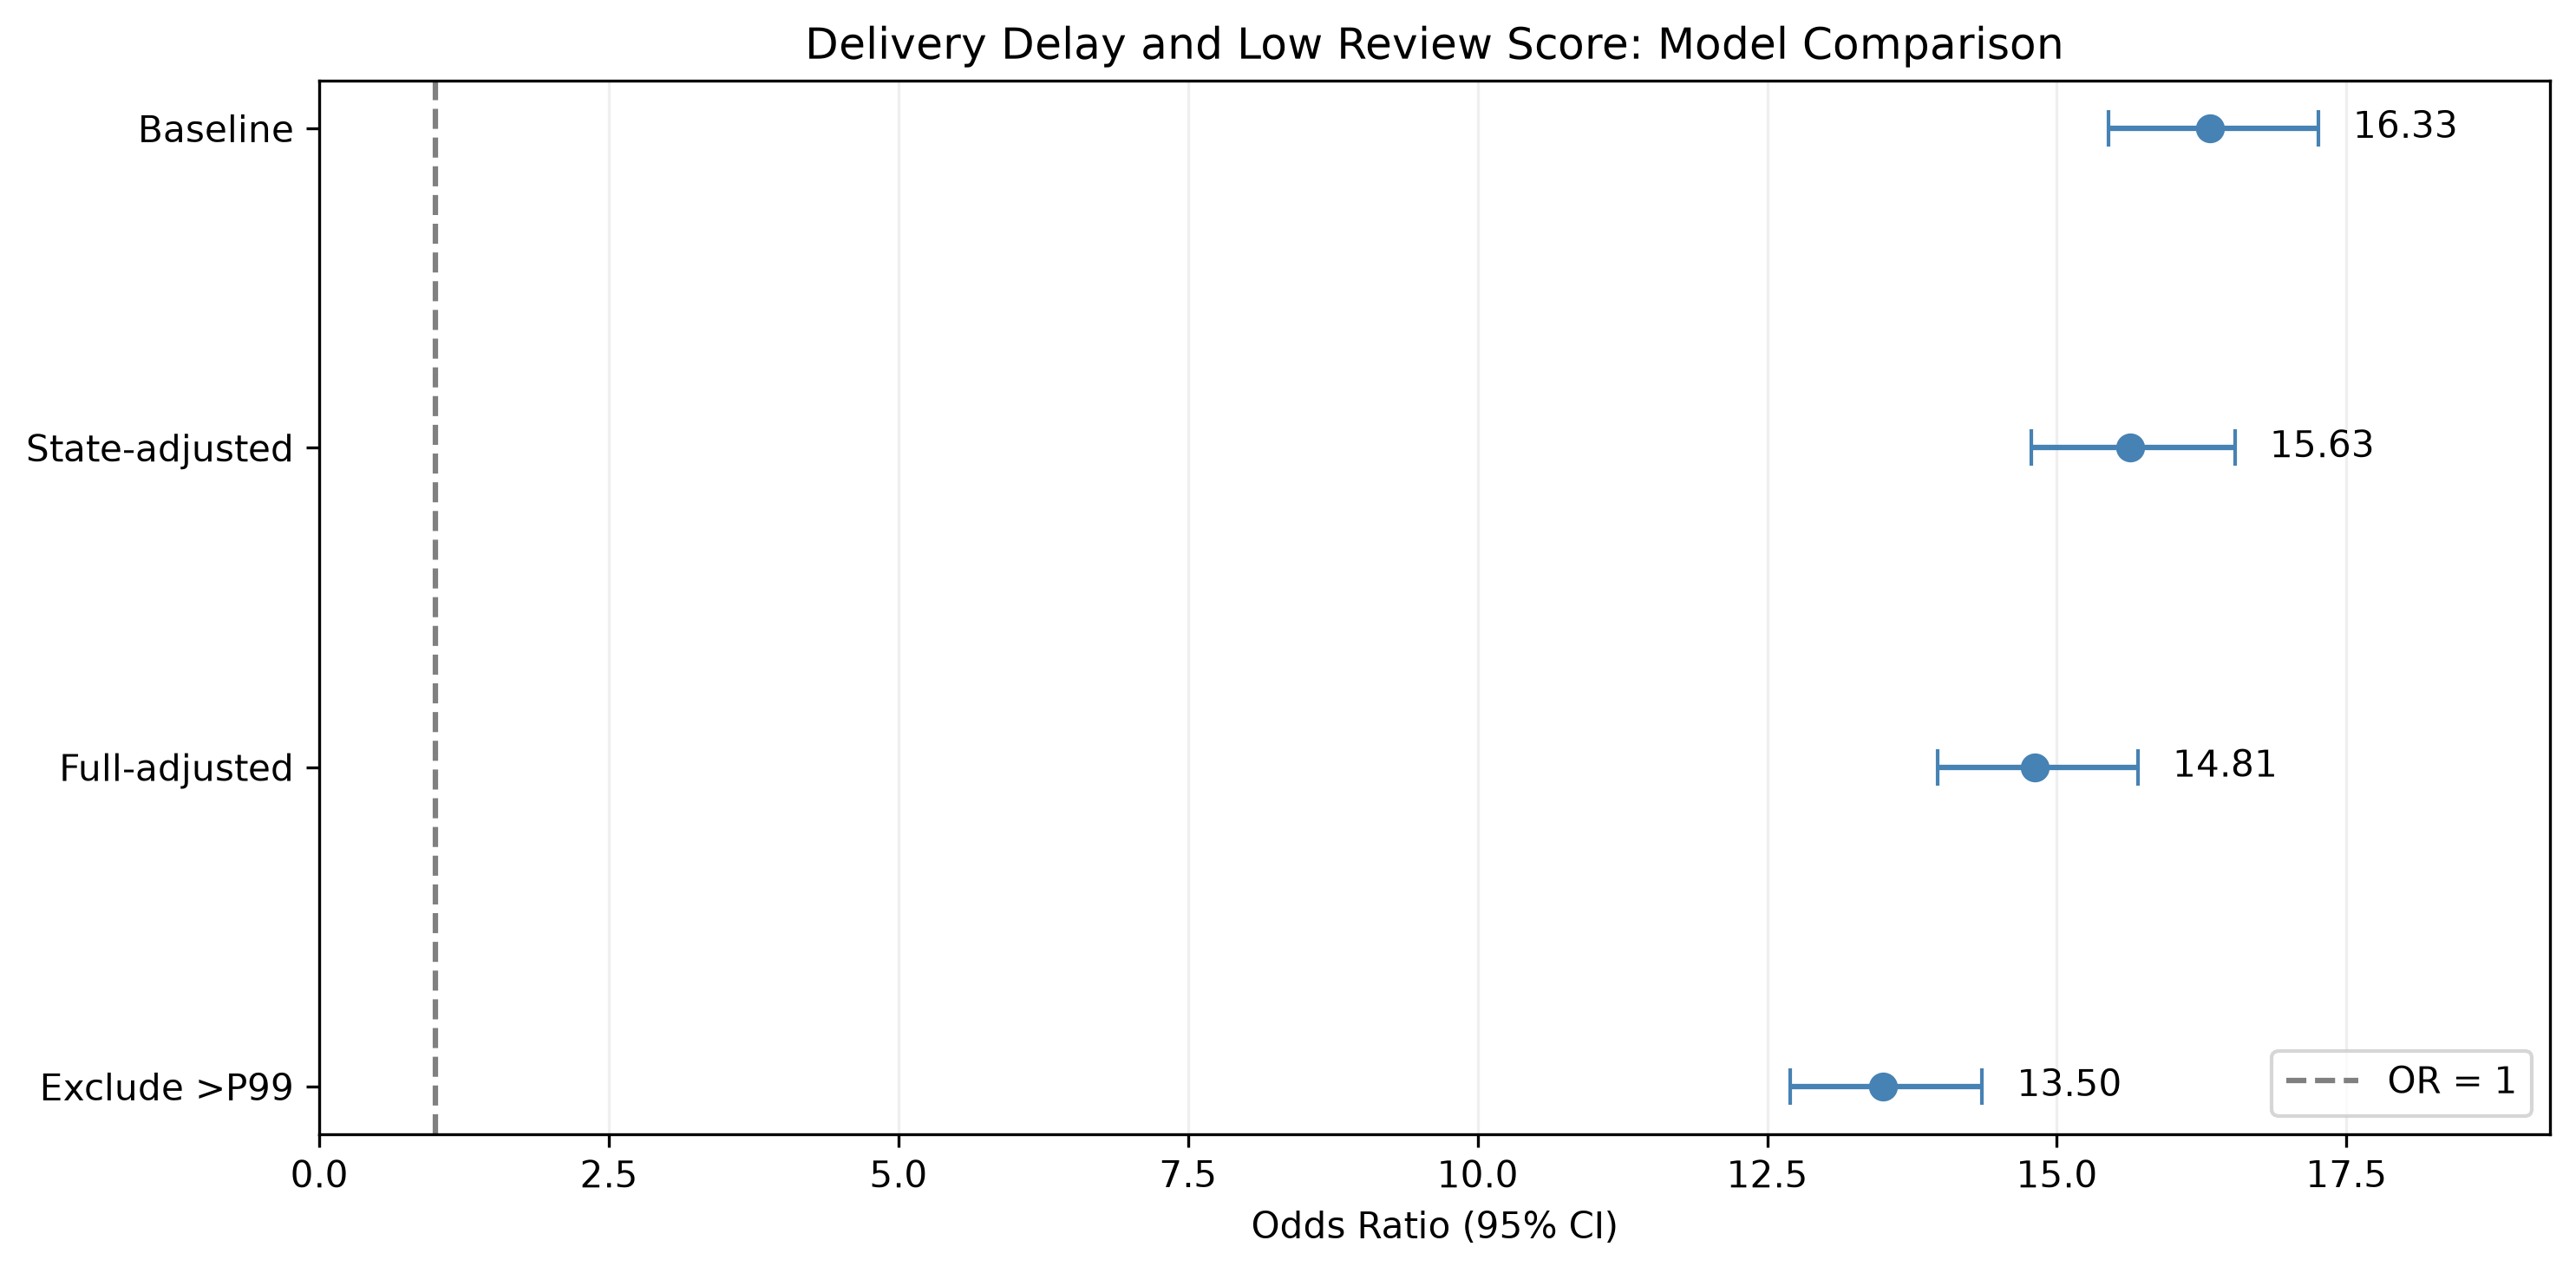 Delivery Delay and Low Review Score: Model Comparison
Baseline
16.33
State-adjusted
15.63
Full-adjusted
14.81
Exclude >P99
13.50
OR = 1
0.0 2.5 5.0 7.5 10.0 12.5 15.0 17.5
Odds Ratio (95% CI)